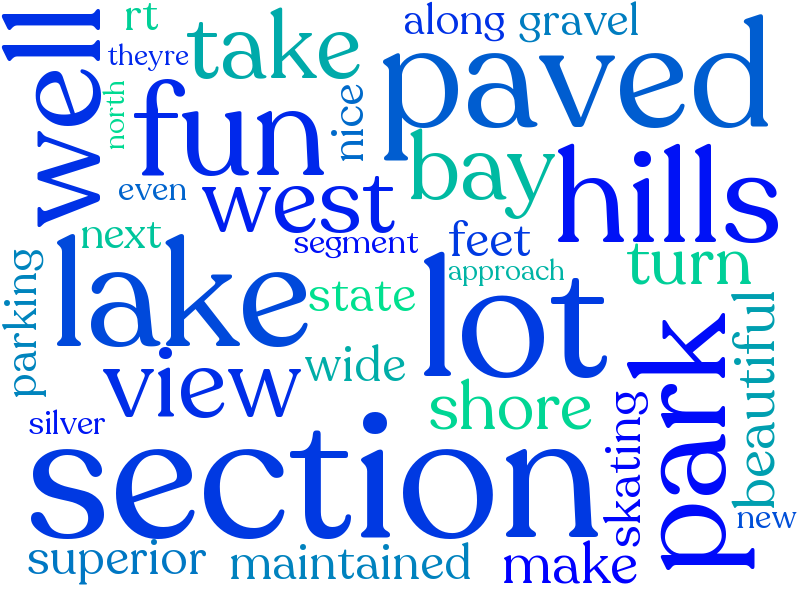 rt
take
along
gravel
well
theyre
paved
north
fun
nice
bay
hills
even
west
next
segment
feet
turn
parking
lake
state
approach
lot
beautiful
view
wide
park
shore
skating
silver
section
new
superior
maintained
make